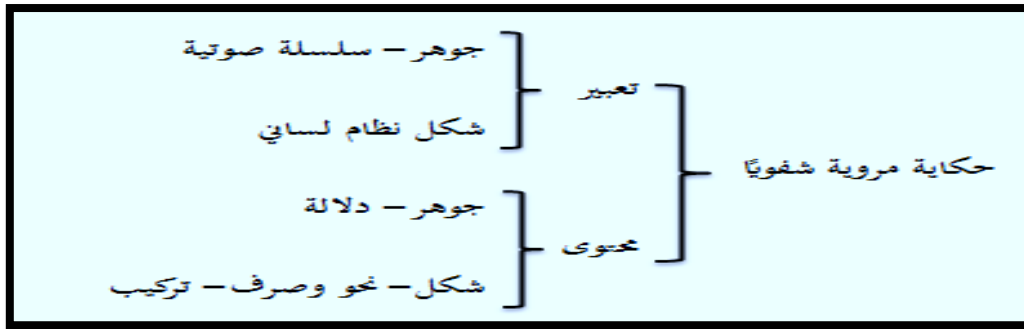 جوهر – سلسلة صوتية
تعبير
شكل نظام لساني
حكاية مروية شفويًا
جوهر – دلالة
محتوى
شكل – نحو وصرف – تركيب